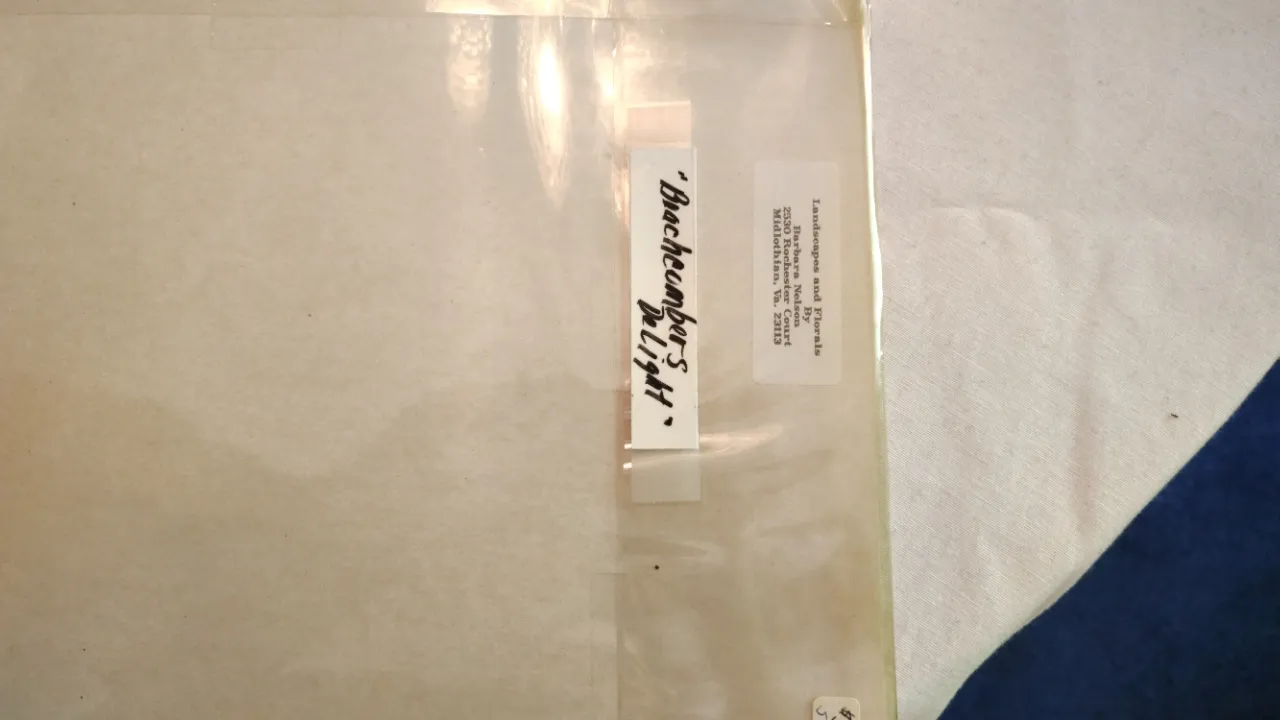 "Beachcombers
DeLight"
Landscapes and Florals
By
Barbara Nelson
2530 Rochester Court
Midlothian, Va. 23113